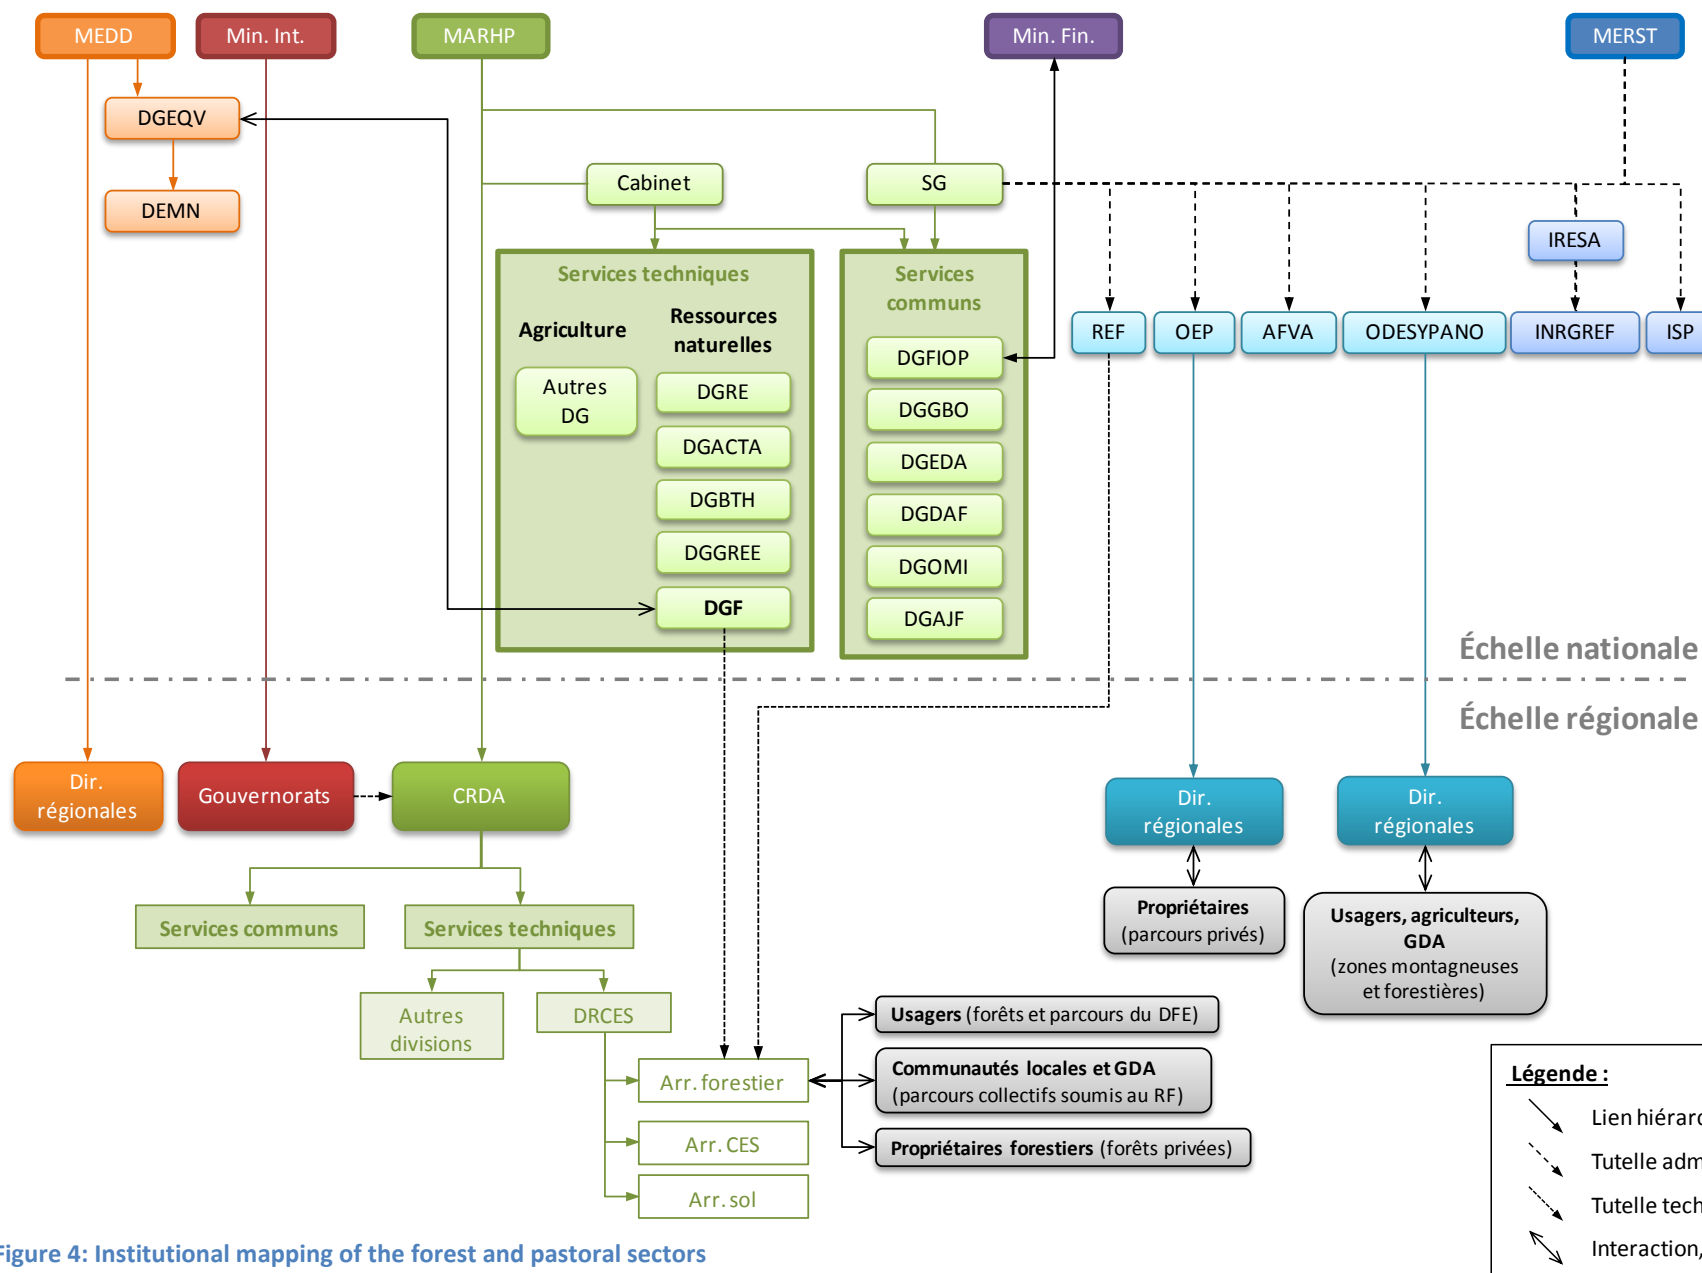 MEDD
Min. Int.
MARHP
Min. Fin.
MERST
DGEQV
DEMN
Cabinet
SG
IRESA
Services techniques
Agriculture
Ressources
naturelles
Autres
DG
DGRE
DGACTA
DGBTH
DGGREE
DGF
Services
communs
DGFIOP
DGGBO
DGEDA
DGDAF
DGOMI
DGAJF
REF
OEP
AFVA
ODESYPANO
INRGREF
ISP
Échelle nationale
Échelle régionale
Dir.
régionales
Gouvernorats
CRDA
Dir.
régionales
Dir.
régionales
Services communs
Services techniques
Propriétaires
(parcours privés)
Usagers, agriculteurs,
GDA
(zones montagneuses
et forestières)
Autres
divisions
DRCES
Arr. forestier
Arr. CES
Arr. sol
Usagers (forêts et parcours du DFE)
Communautés locales et GDA
(parcours collectifs soumis au RF)
Propriétaires forestiers (forêts privées)
Légende :
Lien
Tutelle
Tutelle
Interaction,
Figure 4: Institutional mapping of the forest and pastoral sectors